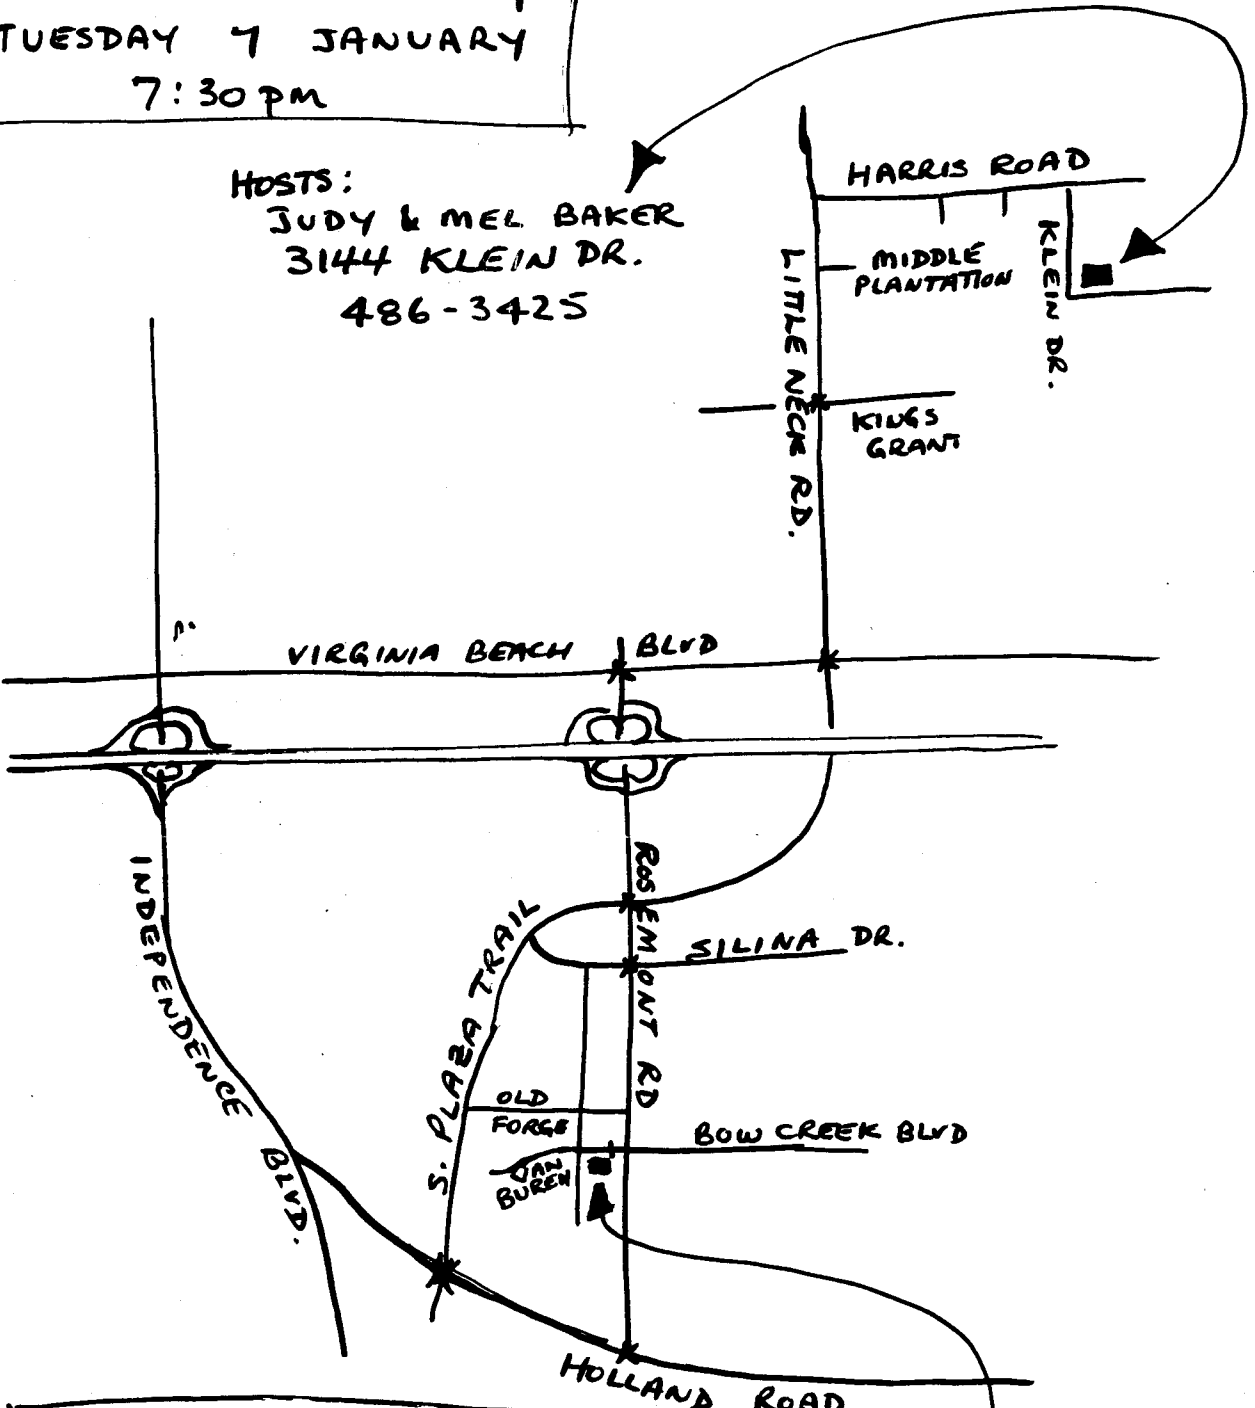 TUESDAY 7 JANUARY
7:30 pm
HOSTS:
JUDY & MEL BAKER
3144 KLEIN DR.
486-3425
HARRIS ROAD
KLEIN DR.
MIDDLE
PLANTATION
LITTLE NECK RD.
KINGS
GRANT
VIRGINIA BEACH BLVD
INDEPENDENCE BLVD.
ROSEMONT RD
S. PLAZA TRAIL
SILINA DR.
OLD
FORGE
BOW CREEK BLVD
VAN
BUREN
HOLLAND ROAD